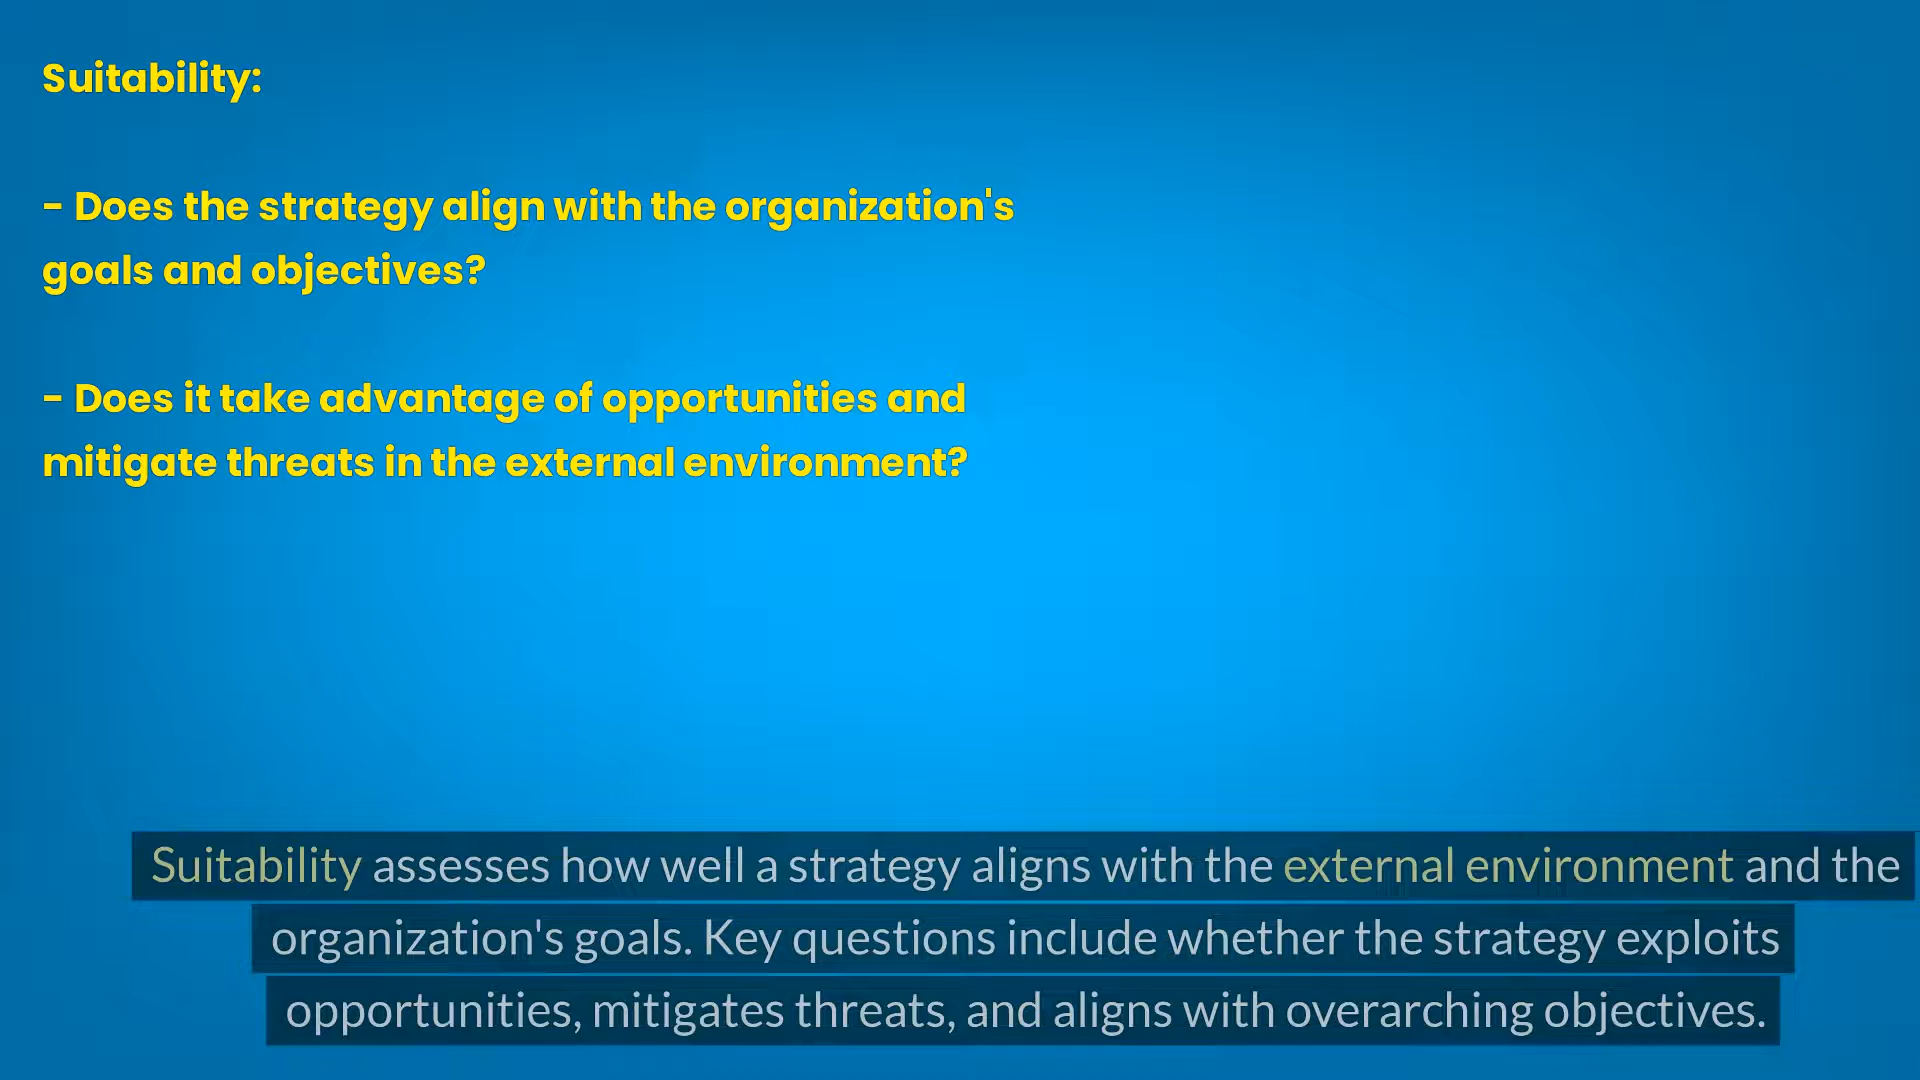 Suitability:
- Does the strategy align with the organization's
goals and objectives?
- Does it take advantage of opportunities and
mitigate threats in the external environment?
Suitability assesses how well a strategy aligns with the external environment and the
organization's goals. Key questions include whether the strategy exploits
opportunities, mitigates threats, and aligns with overarching objectives.